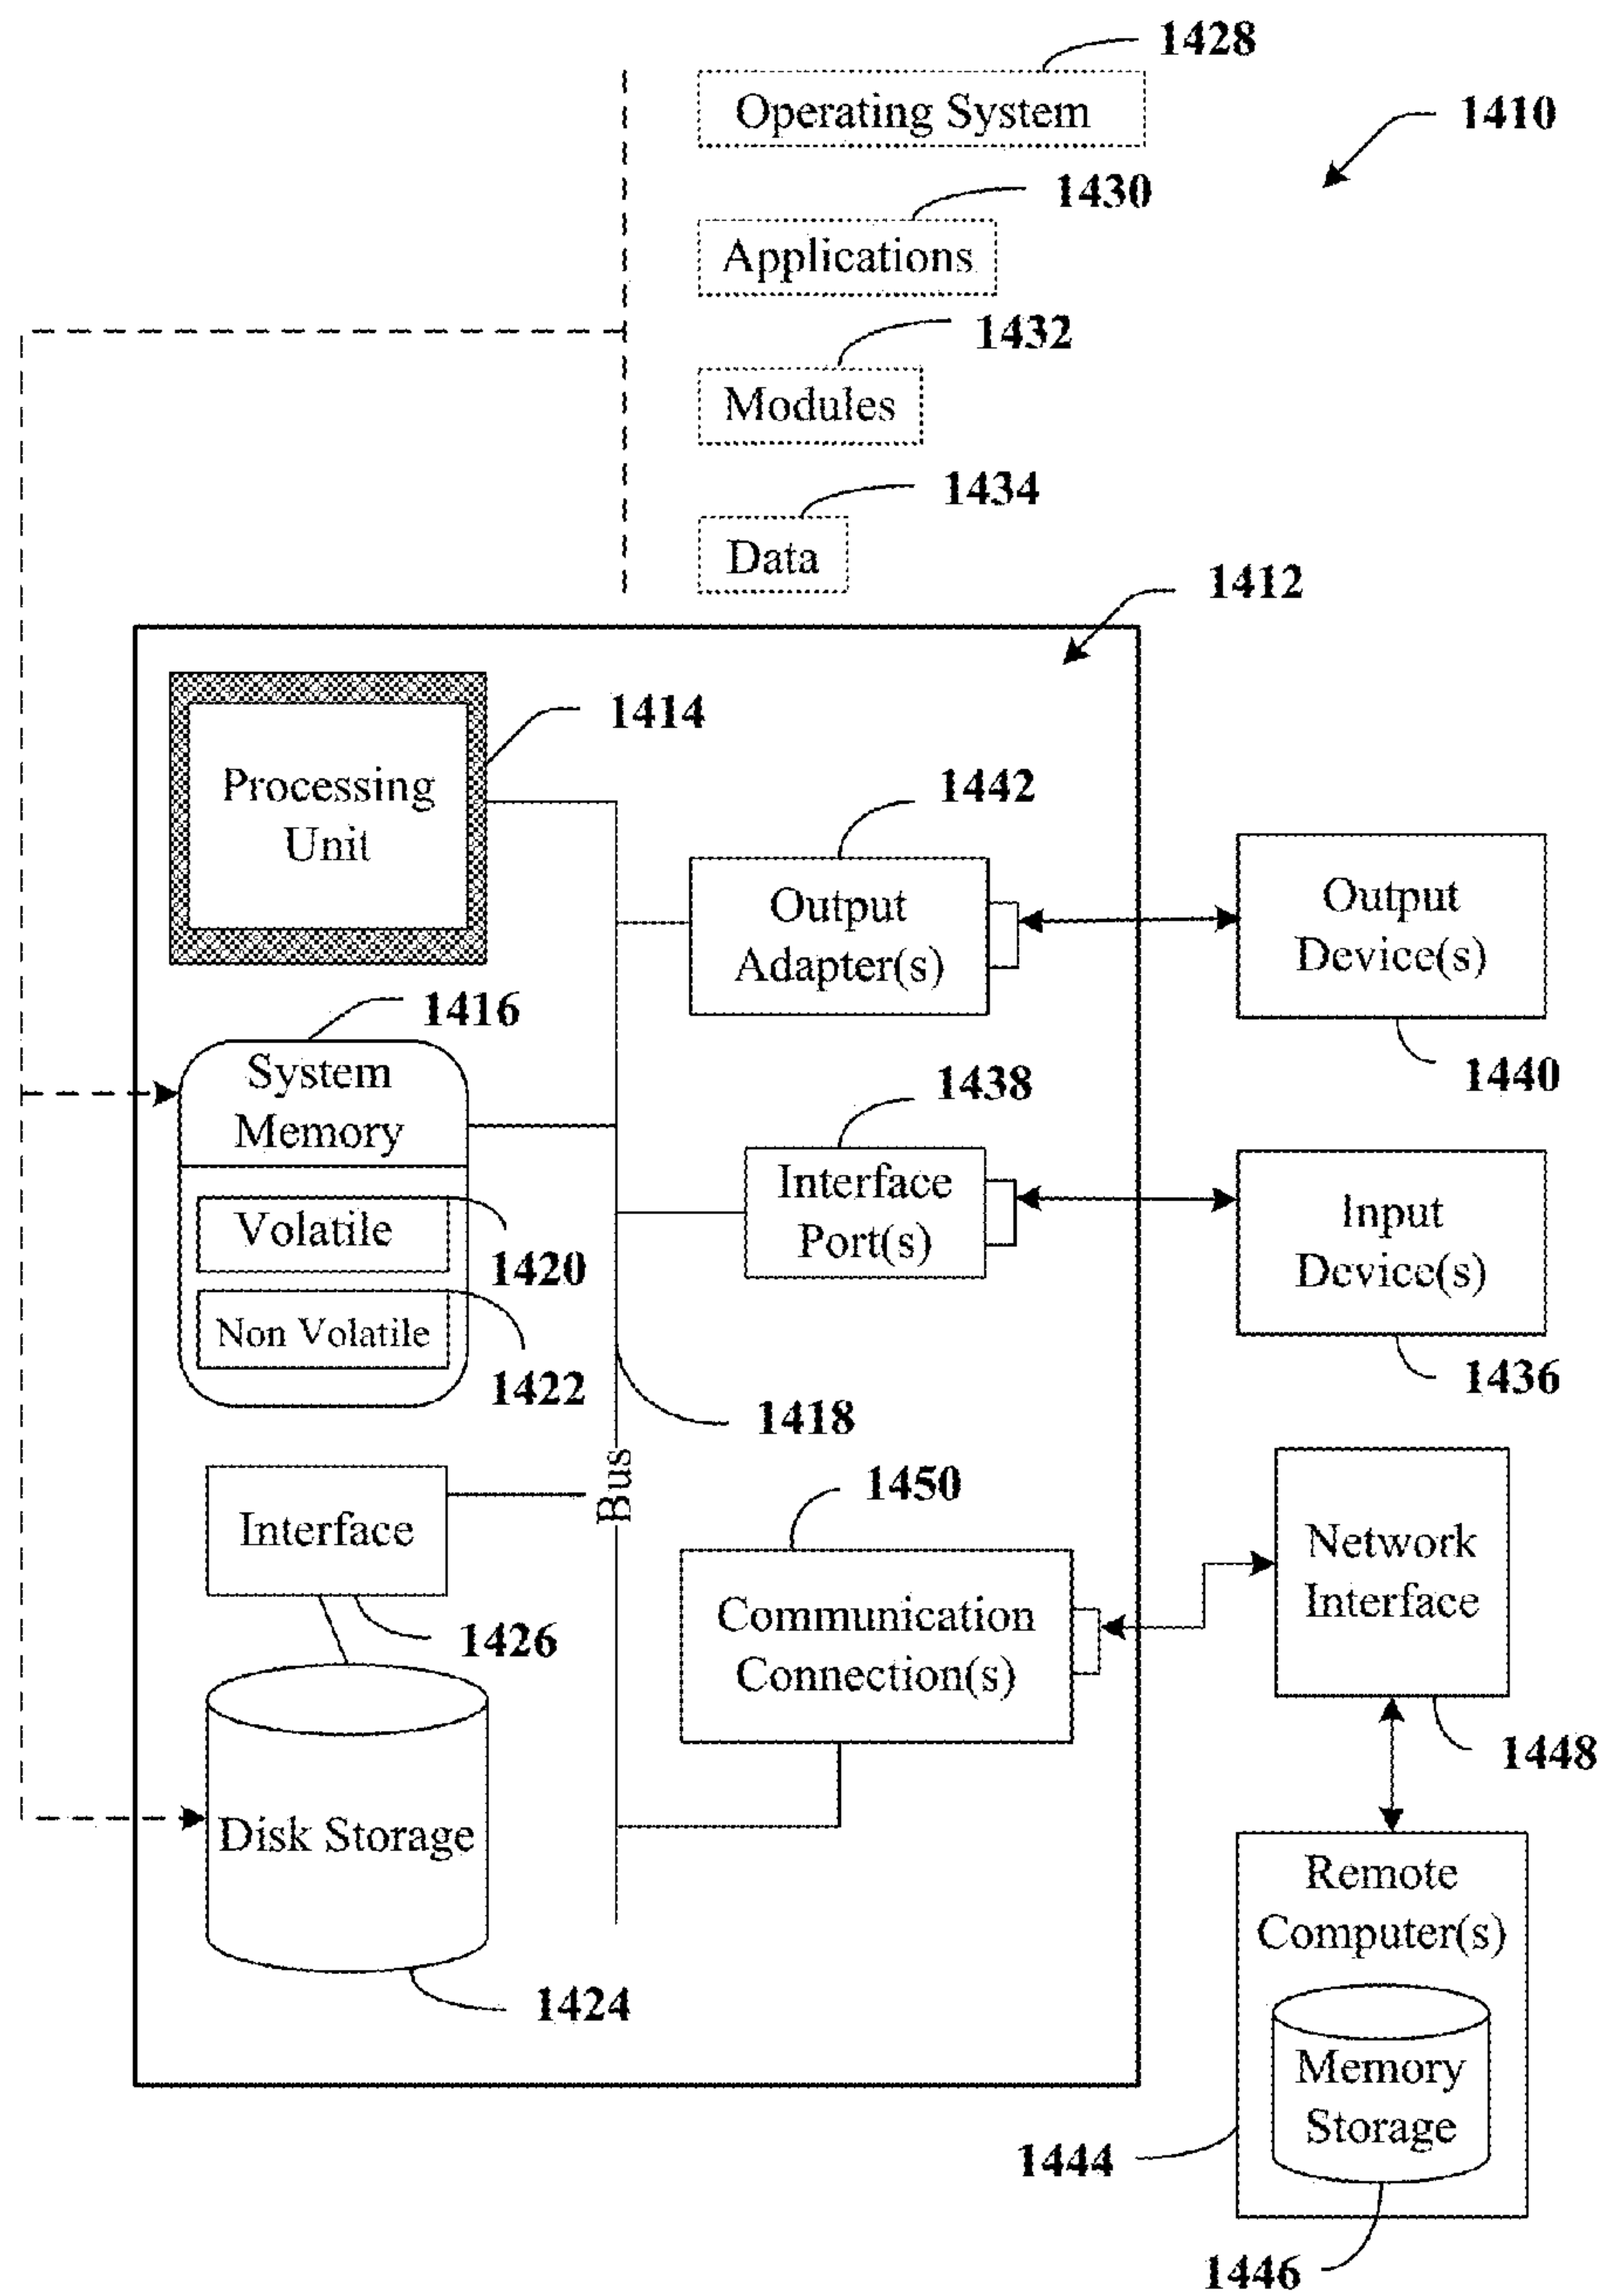 1428
Operating System
1410
1430
Applications
1432
Modules
1434
Data
1412
1414
Processing
Unit
1442
Output
Adapter(s)
Output
Device(s)
1440
1416
System
Memory
1438
Interface
Port(s)
Input
Device(s)
1436
Volatile
1420
Non Volatile
1422
1418
Bus
1450
Interface
1426
Communication
Connection(s)
Network
Interface
1448
Disk Storage
1424
Remote
Computer(s)
Memory
Storage
1444
1446